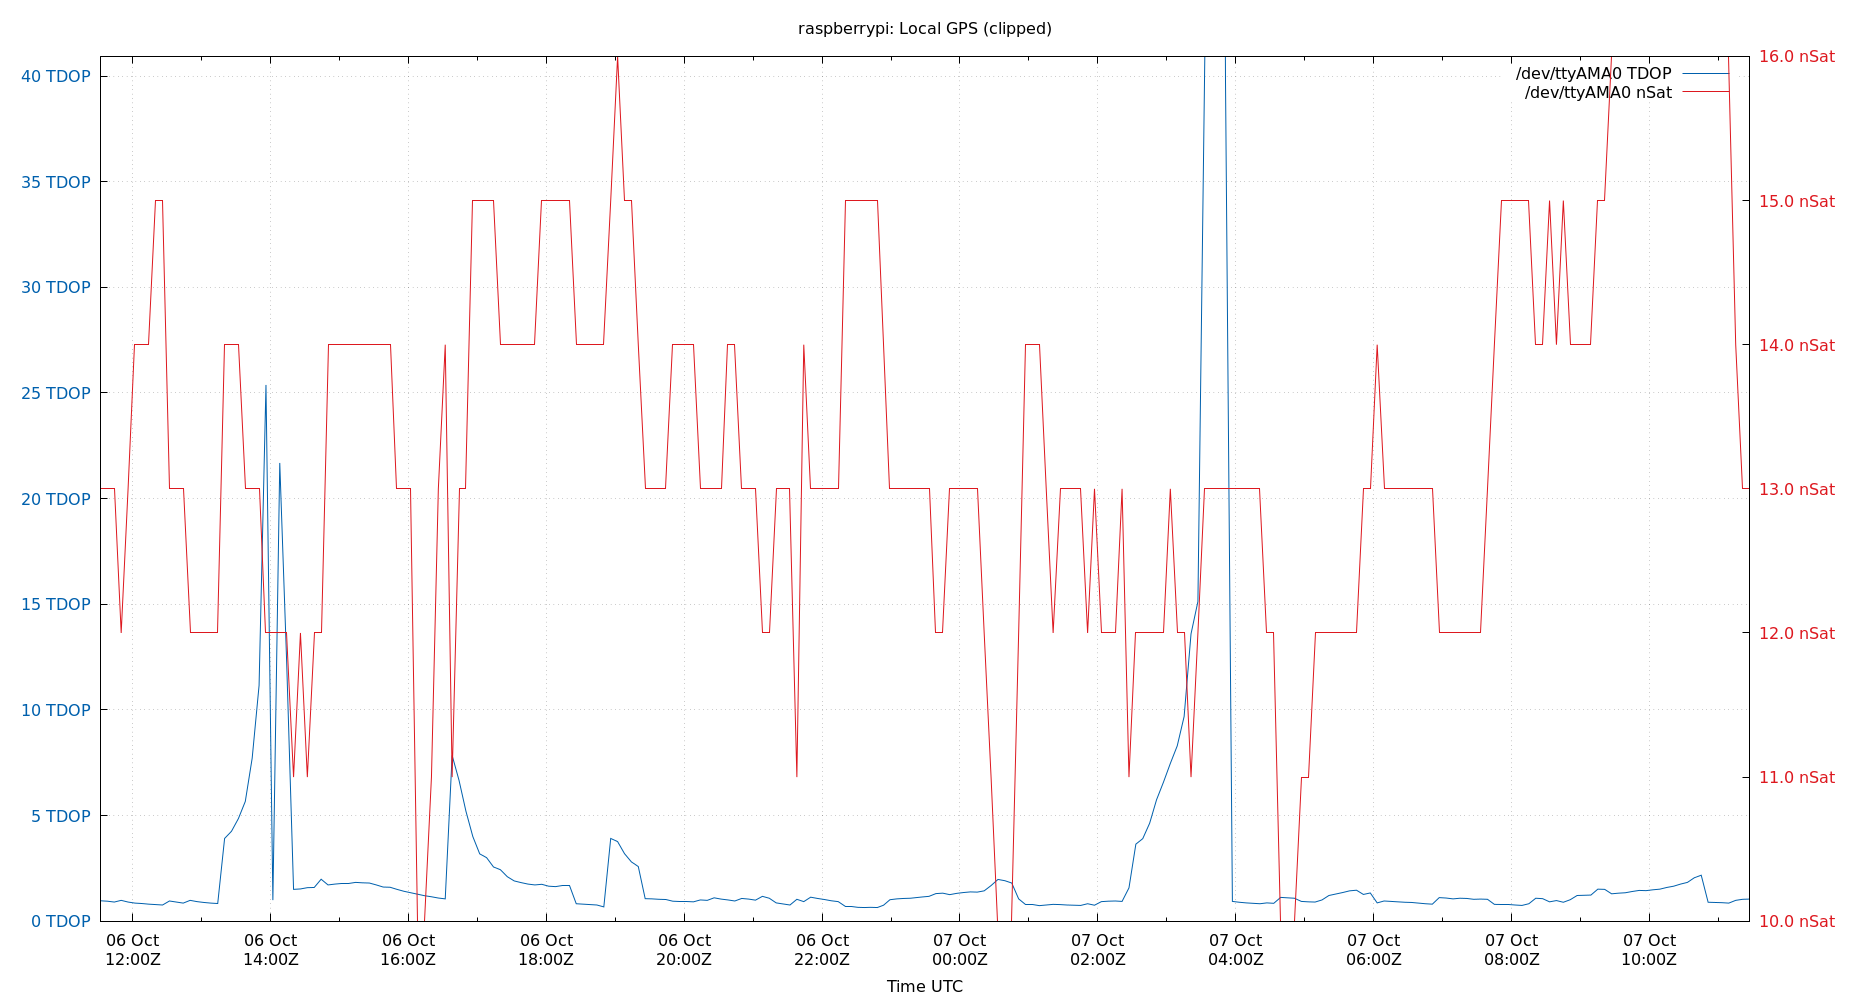 raspberrypi: Local GPS (clipped)
40 TDOP
35 TDOP
30 TDOP
25 TDOP
20 TDOP
15 TDOP
10 TDOP
5 TDOP
0 TDOP
16.0 nSat
15.0 nSat
14.0 nSat
13.0 nSat
12.0 nSat
11.0 nSat
10.0 nSat
/dev/ttyAMA0 TDOP
/dev/ttyAMA0 nSat
06 Oct
12:00Z
06 Oct
14:00Z
06 Oct
16:00Z
06 Oct
18:00Z
06 Oct
20:00Z
06 Oct
22:00Z
07 Oct
00:00Z
07 Oct
02:00Z
07 Oct
04:00Z
07 Oct
06:00Z
07 Oct
08:00Z
07 Oct
10:00Z
Time UTC